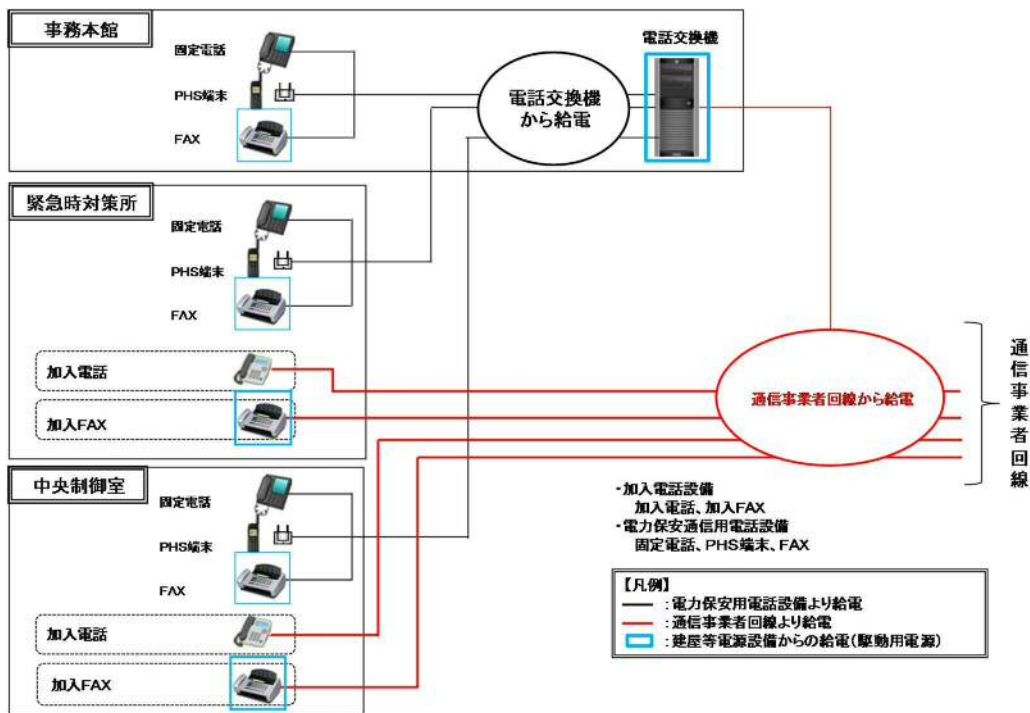 事務本館
固定電話
PHS端末
FAX
電話交換機
から給電
電話交換機
緊急時対策所
固定電話
PHS端末
FAX
加入電話
加入FAX
通信事業者回線から給電
通信事業者回線
中央制御室
固定電話
PHS端末
FAX
加入電話
加入FAX
・加入電話設備
加入電話、加入FAX
・電力保安通信用電話設備
固定電話、PHS端末、FAX
【凡例】
：電力保安用電話設備より給電
：通信事業者回線より給電
：建屋等電源設備からの給電（駆動用電源）